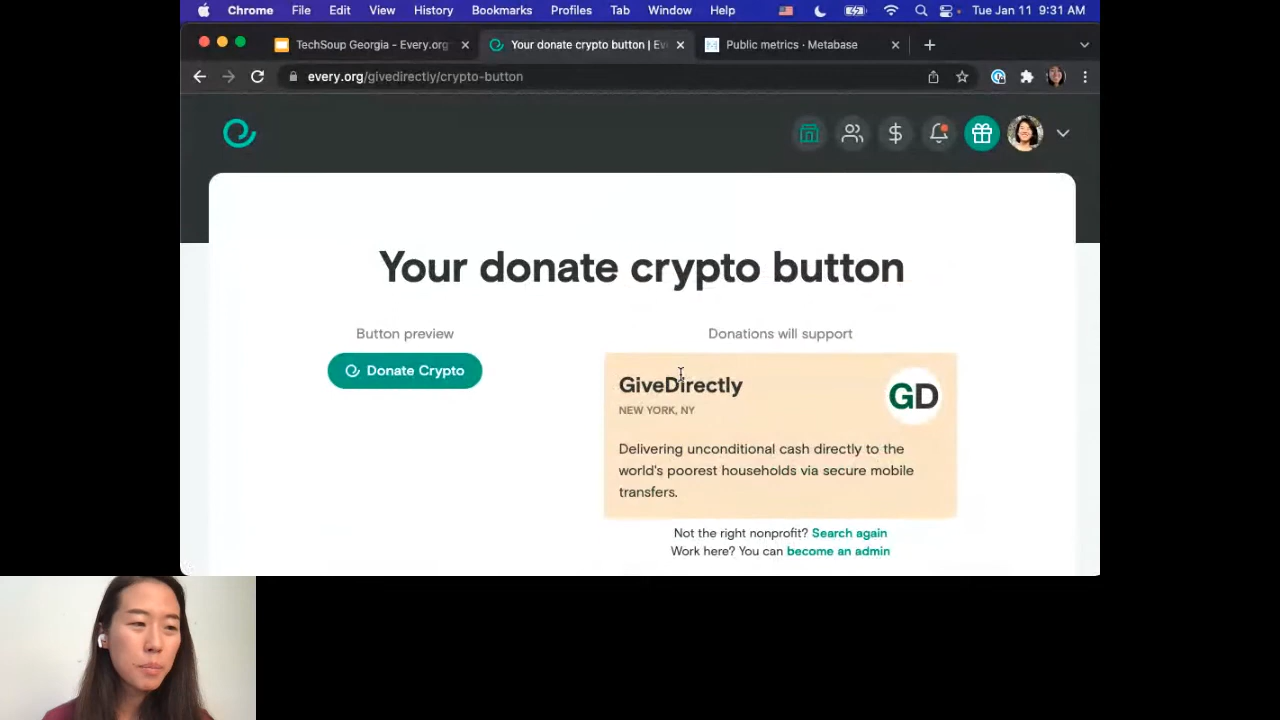 Chrome File Edit View History Bookmarks Profiles Tab Window Help Tue Jan 11 9:31 AM
TechSoup Georgia - Every.org
Your donate crypto button | Ev
Public metrics · Metabase
every.org/givedirectly/crypto-button
Your donate crypto button
Button preview
Donate Crypto
Donations will support
GiveDirectly
NEW YORK, NY
GD
Delivering unconditional cash directly to the
world's poorest households via secure mobile
transfers.
Not the right nonprofit? Search again
Work here? You can become an admin